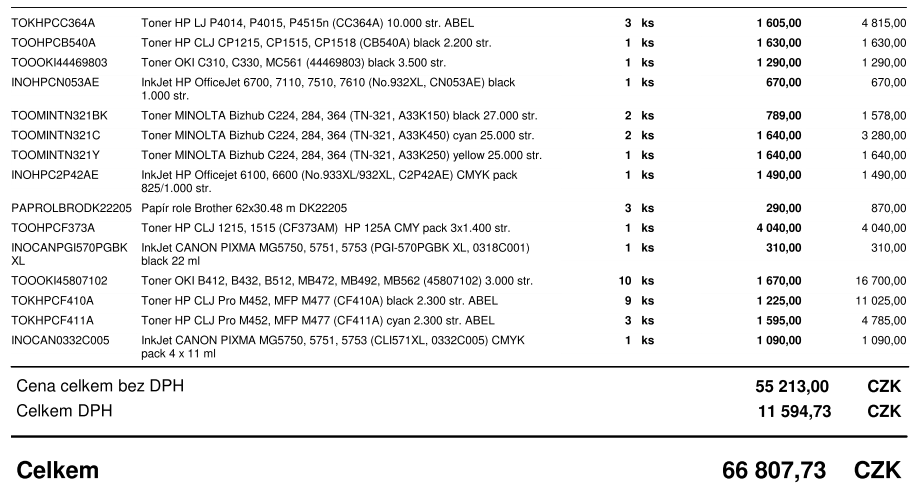 TOKHPCC364A Toner HP LJ P4014, P4015, P4515n (CC364A) 10.000 str. ABEL 3 ks 1 605,00 4 815,00
TOOHPCB540A Toner HP CLJ CP1215, CP1515, CP1518 (CB540A) black 2.200 str. 1 ks 1 630,00 1 630,00
TOOOKI44469803 Toner OKI C310, C330, MC561 (44469803) black 3.500 str. 1 ks 1 290,00 1 290,00
INOHPCN053AE InkJet HP OfficeJet 6700, 7110, 7510, 7610 (No.932XL, CN053AE) black 1 ks 670,00 670,00
1.000 str.
TOOMINTN321BK Toner MINOLTA Bizhub C224, 284, 364 (TN-321, A33K150) black 27.000 str. 2 ks 789,00 1 578,00
TOOMINTN321C Toner MINOLTA Bizhub C224, 284, 364 (TN-321, A33K450) cyan 25.000 str. 2 ks 1 640,00 3 280,00
TOOMINTN321Y Toner MINOLTA Bizhub C224, 284, 364 (TN-321, A33K250) yellow 25.000 str. 1 ks 1 640,00 1 640,00
INOHPC2P42AE InkJet HP Officejet 6100, 6600 (No.933XL/932XL, C2P42AE) CMYK pack 1 ks 1 490,00 1 490,00
825/1.000 str.
PAPROLBRODK22205 Papír role Brother 62x30.48 m DK22205 3 ks 290,00 870,00
TOOHPCF373A Toner HP CLJ 1215, 1515 (CF373AM) HP 125A CMY pack 3x1.400 str. 1 ks 4 040,00 4 040,00
INOCANPGI570PGBK InkJet CANON PIXMA MG5750, 5751, 5753 (PGI-570PGBK XL, 0318C001) 1 ks 310,00 310,00
XL black 22 ml
TOOOKI45807102 Toner OKI B412, B432, B512, MB472, MB492, MB562 (45807102) 3.000 str. 10 ks 1 670,00 16 700,00
TOKHPCF410A Toner HP CLJ Pro M452, MFP M477 (CF410A) black 2.300 str. ABEL 9 ks 1 225,00 11 025,00
TOKHPCF411A Toner HP CLJ Pro M452, MFP M477 (CF411A) cyan 2.300 str. ABEL 3 ks 1 595,00 4 785,00
INOCAN0332C005 InkJet CANON PIXMA MG5750, 5751, 5753 (CLI571XL, 0332C005) CMYK 1 ks 1 090,00 1 090,00
pack 4 x 11 ml
Cena celkem bez DPH 55 213,00 CZK
Celkem DPH 11 594,73 CZK
Celkem 66 807,73 CZK